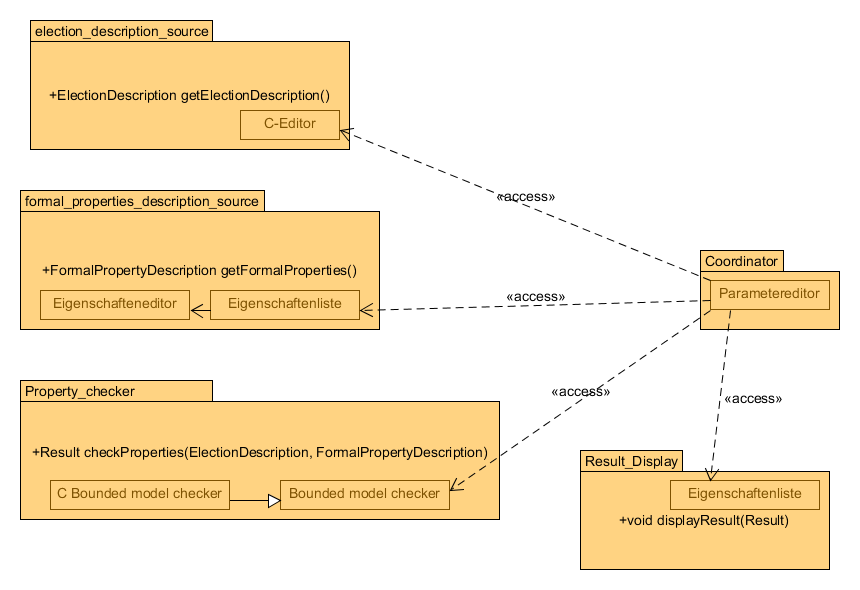 election_description_source
+ElectionDescription getElectionDescription()
C-Editor
«access»
formal_properties_description_source
+FormalPropertyDescription getFormalProperties()
Eigenschafteneditor
Eigenschaftenliste
«access»
Coordinator
Parametereditor
Property_checker
«access»
«access»
+Result checkProperties(ElectionDescription, FormalPropertyDescription)
C Bounded model checker
Bounded model checker
Result_Display
Eigenschaftenliste
+void displayResult(Result)